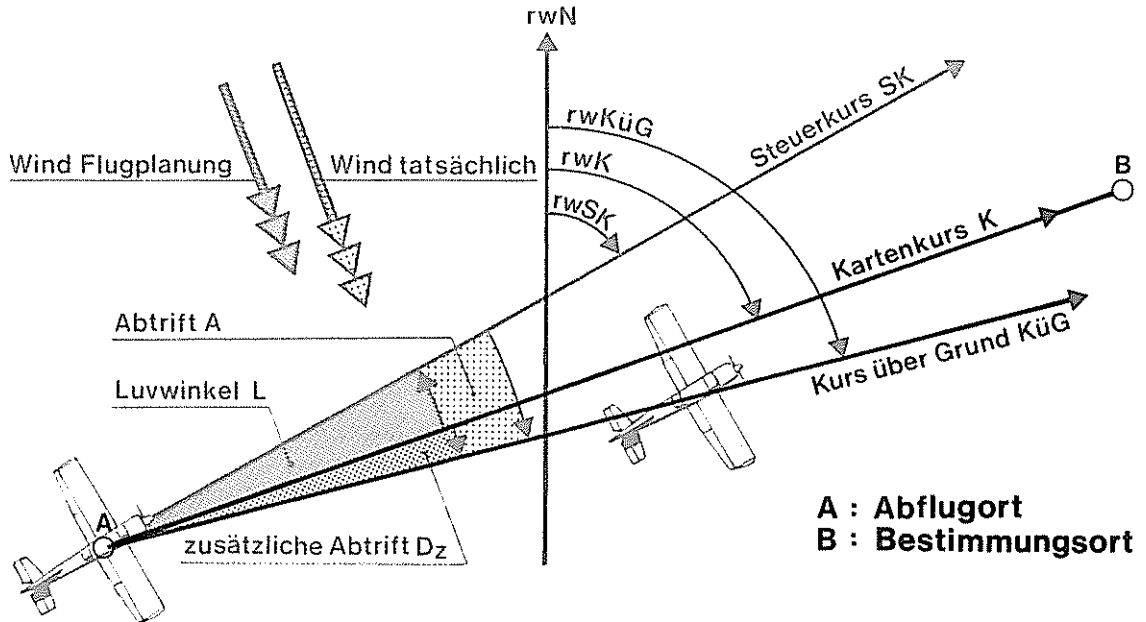 rwN
Steuerkurs SK
rwKüG
Wind Flugplanung
Wind tatsächlich
rwK
B
rwSK
Kartenkurs K
Abtrift A
Luvwinkel L
Kurs über Grund KüG
A
zusätzliche Abtrift Dz
A : Abflugort
B : Bestimmungsort